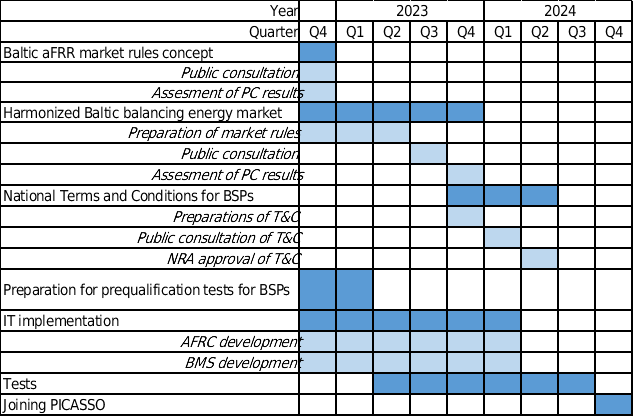 Year 2023 2024
Quarter Q4 Q1 Q2 Q3 Q4 Q1 Q2 Q3 Q4
Baltic aFRR market rules concept
Public consultation
Assesment of PC results
Harmonized Baltic balancing energy market
Preparation of market rules
Public consultation
Assesment of PC results
National Terms and Conditions for BSPs
Preparations of T&C
Public consultation of T&C
NRA approval of T&C
Preparation for prequalification tests for BSPs
IT implementation
AFRC development
BMS development
Tests
Joining PICASSO